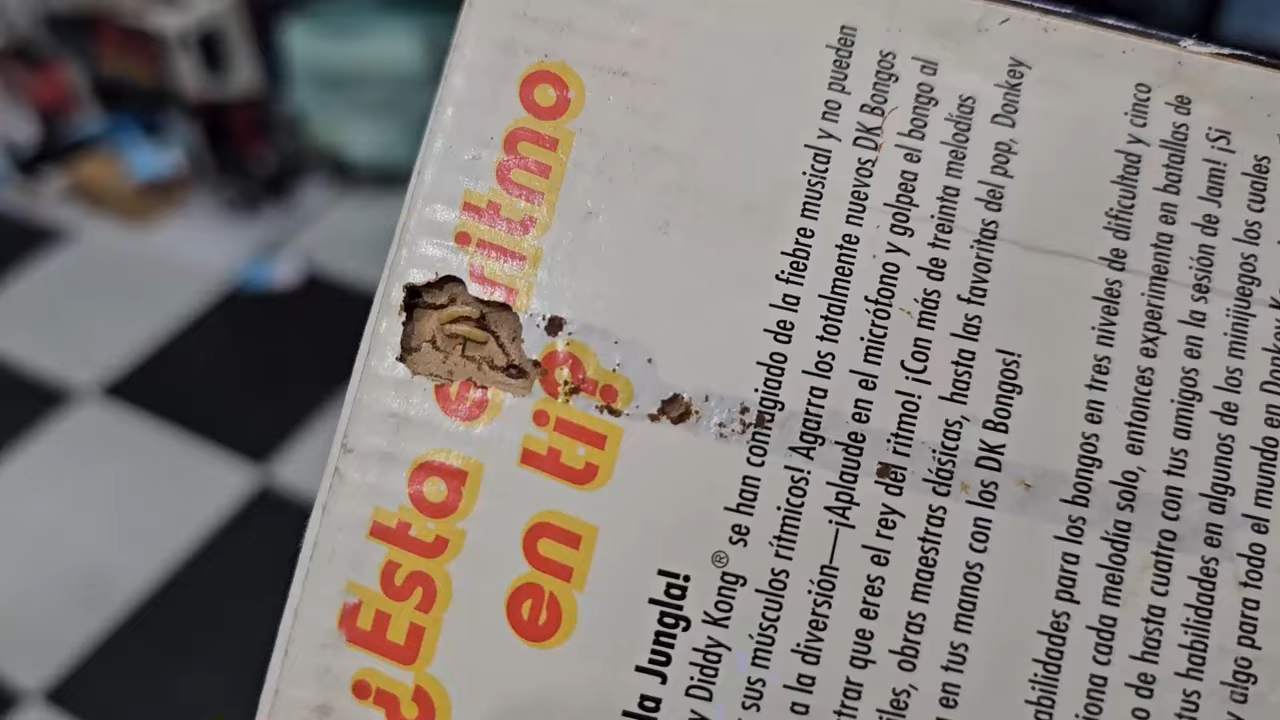 ¿Esta e ritmo
en ti?
la Jungla!
y Diddy Kong® se han contagiado de la fiebre musical y no pueden
sus músculos rítmicos! Agarra los totalmente nuevos DK Bongos
a la diversión—¡Aplaude en el micrófono y golpea el bongo al
trar que eres el rey del ritmo! ¡Con más de treinta melodías
iles, obras maestras clásicas, hasta las favoritas del pop, Donkey
en tus manos con los DK Bongos!
abilidades para los bongos en tres niveles de dificultad y cinco
iona cada melodía solo, entonces experimenta en batallas de
o de hasta cuatro con tus amigos en la sesión de Jam! ¡Si
tus habilidades en algunos de los minijuegos los cuales
y algo para todo el mundo en Donkey